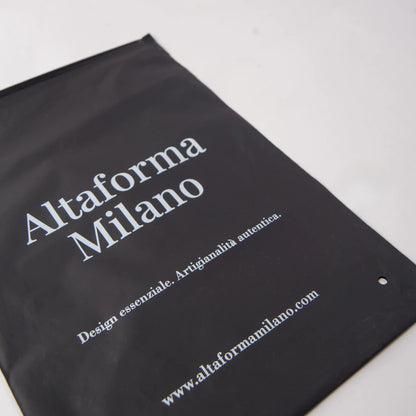 Altaforma
Milano
Design essenziale. Artigianalità autentica.
www.altaformamilano.com